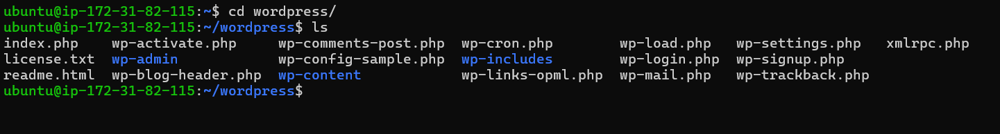 ubuntu@ip-172-31-82-115:~$ cd wordpress/
ubuntu@ip-172-31-82-115:~/wordpress$ ls
index.php    wp-activate.php     wp-comments-post.php  wp-cron.php        wp-load.php   wp-settings.php   xmlrpc.php
license.txt  wp-admin            wp-config-sample.php  wp-includes        wp-login.php  wp-signup.php
readme.html  wp-blog-header.php  wp-content            wp-links-opml.php  wp-mail.php   wp-trackback.php
ubuntu@ip-172-31-82-115:~/wordpress$